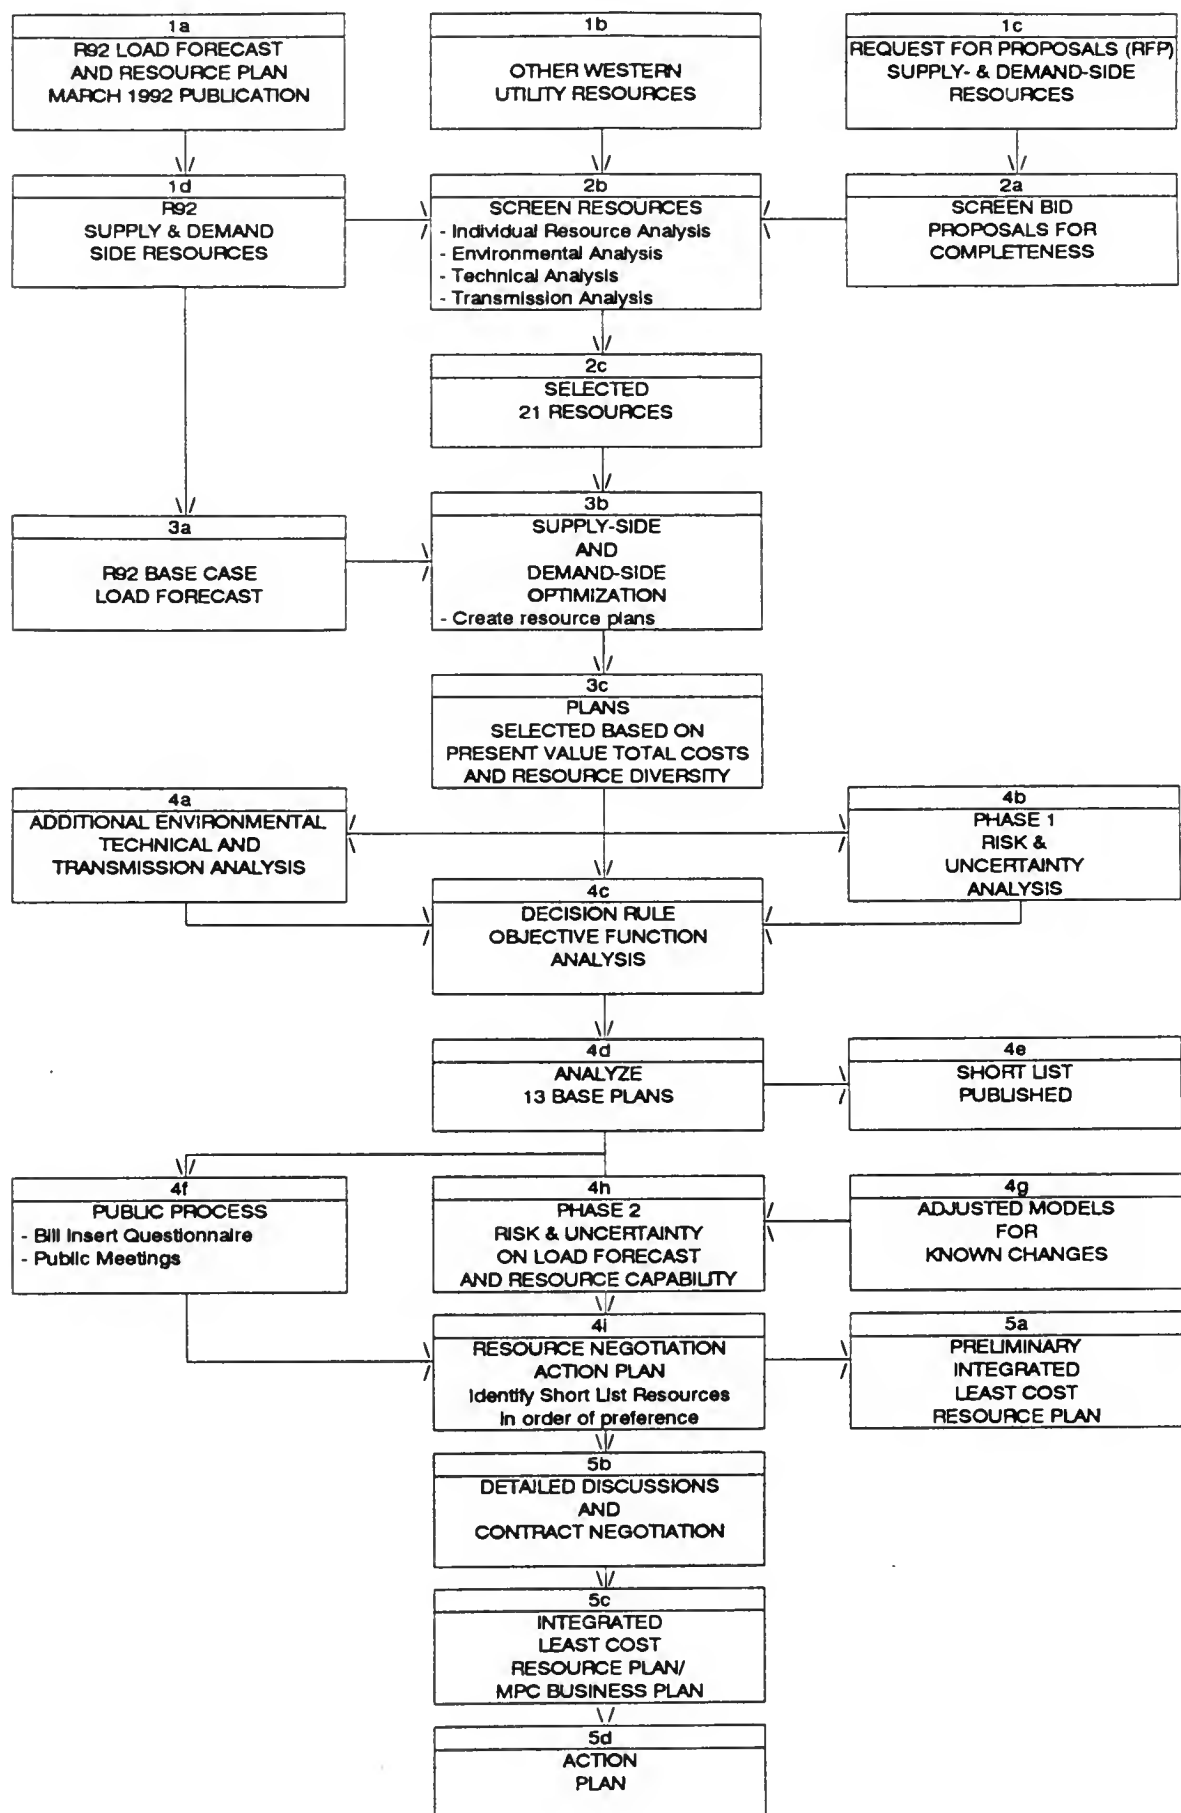 1a
R92 LOAD FORECAST
AND RESOURCE PLAN
MARCH 1992 PUBLICATION
1b
OTHER WESTERN
UTILITY RESOURCES
1c
REQUEST FOR PROPOSALS (RFP)
SUPPLY- & DEMAND-SIDE
RESOURCES
1d
R92
SUPPLY & DEMAND
SIDE RESOURCES
2b
SCREEN RESOURCES
- Individual Resource Analysis
- Environmental Analysis
- Technical Analysis
- Transmission Analysis
2a
SCREEN BID
PROPOSALS FOR
COMPLETENESS
2c
SELECTED
21 RESOURCES
3a
R92 BASE CASE
LOAD FORECAST
3b
SUPPLY-SIDE
AND
DEMAND-SIDE
OPTIMIZATION
- Create resource plans
3c
PLANS
SELECTED BASED ON
PRESENT VALUE TOTAL COSTS
AND RESOURCE DIVERSITY
4a
ADDITIONAL ENVIRONMENTAL
TECHNICAL AND
TRANSMISSION ANALYSIS
4b
PHASE 1
RISK &
UNCERTAINTY
ANALYSIS
4c
DECISION RULE
OBJECTIVE FUNCTION
ANALYSIS
4d
ANALYZE
13 BASE PLANS
4e
SHORT LIST
PUBLISHED
4f
PUBLIC PROCESS
- Bill Insert Questionnaire
- Public Meetings
4h
PHASE 2
RISK & UNCERTAINTY
ON LOAD FORECAST
AND RESOURCE CAPABILITY
4g
ADJUSTED MODELS
FOR
KNOWN CHANGES
4i
RESOURCE NEGOTIATION
ACTION PLAN
Identify Short List Resources
In order of preference
5a
PRELIMINARY
INTEGRATED
LEAST COST
RESOURCE PLAN
5b
DETAILED DISCUSSIONS
AND
CONTRACT NEGOTIATION
5c
INTEGRATED
LEAST COST
RESOURCE PLAN/
MPC BUSINESS PLAN
5d
ACTION
PLAN